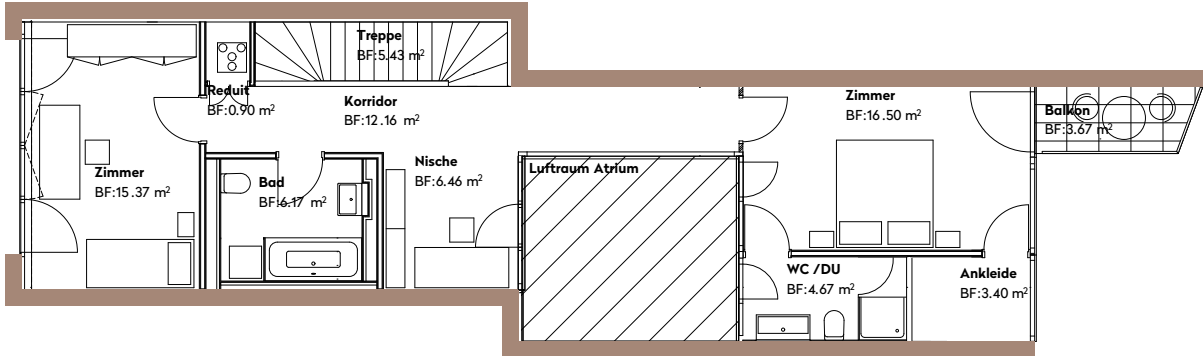 Treppe
BF:5.43 m²
Reduit
BF:0.90 m²
Korridor
BF:12.16 m²
Zimmer
BF:16.50 m²
Balkon
BF:3.67 m²
Zimmer
BF:15.37 m²
Bad
BF:6.17 m²
Nische
BF:6.46 m²
Luftraum Atrium
WC /DU
BF:4.67 m²
Ankleide
BF:3.40 m²